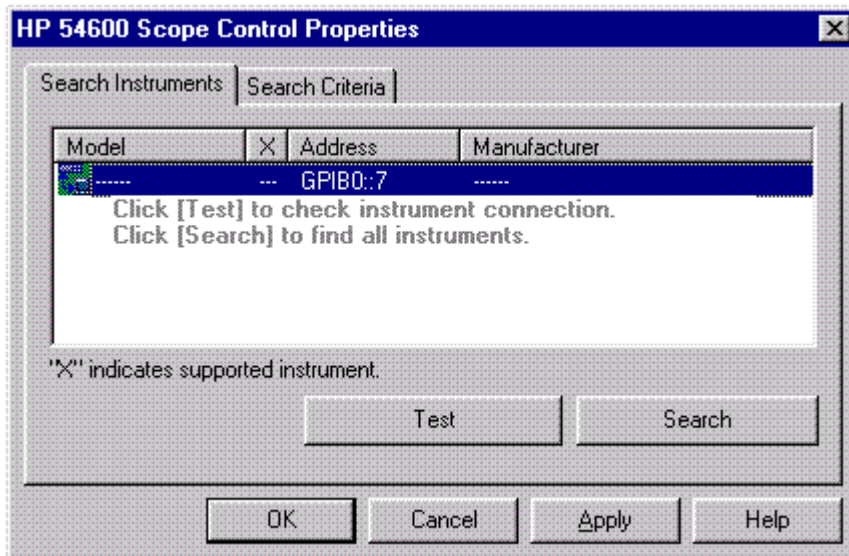 HP 54600 Scope Control Properties
Search Instruments Search Criteria
Model X Address Manufacturer
------ --- GPIB0::7 ------
Click [Test] to check instrument connection.
Click [Search] to find all instruments.
"X" indicates supported instrument.
Test Search
OK Cancel Apply Help